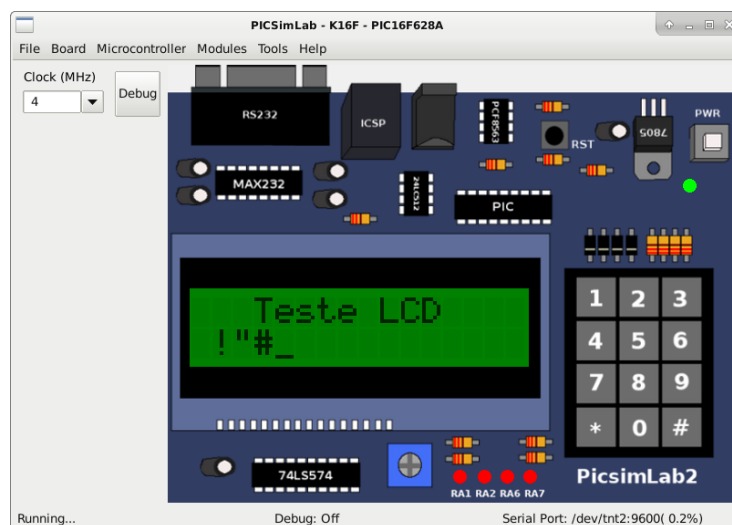 PICSimLab - K16F - PIC16F628A
File Board Microcontroller Modules Tools Help
Clock (MHz)
4
Debug
RS232
ICSP
PCF8563
RST
7805
PWR
MAX232
24LC512
PIC
Teste LCD
!"#_
1 2 3
4 5 6
7 8 9
* 0 #
74LS574
RA1 RA2 RA6 RA7
PicsimLab2
Running...
Debug: Off
Serial Port: /dev/tnt2:9600( 0.2%)